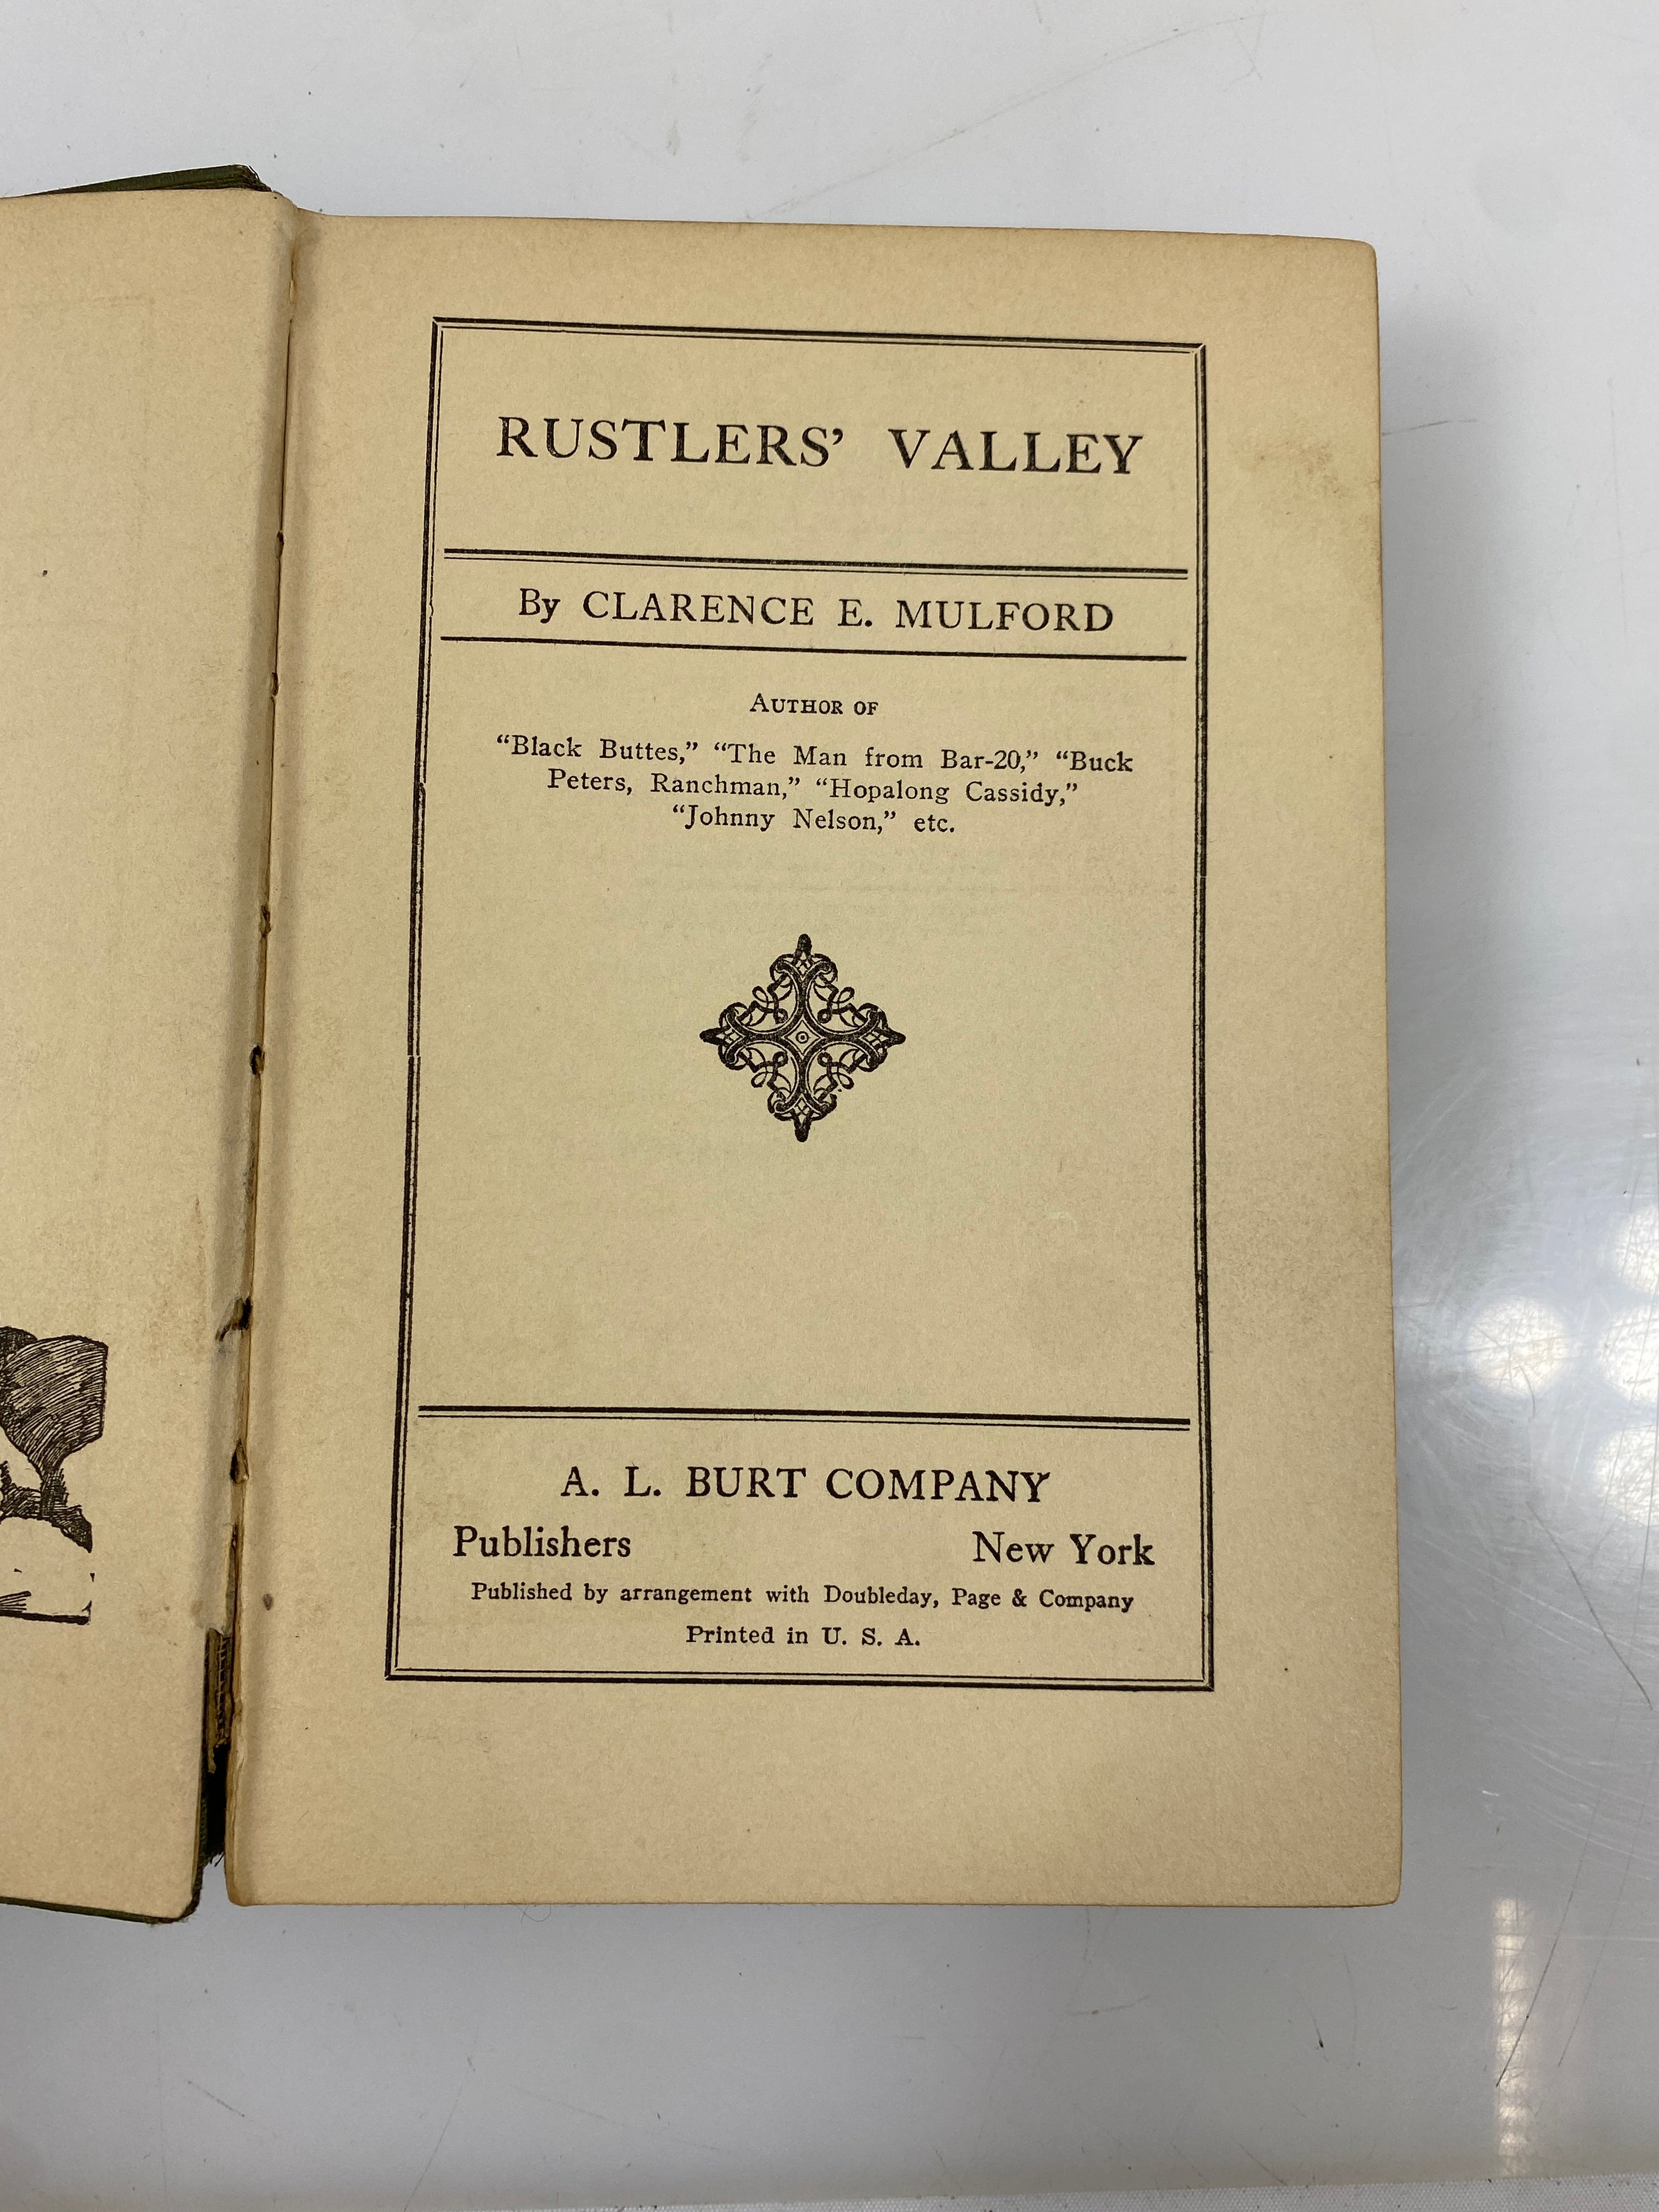 RUSTLERS’ VALLEY
By CLARENCE E. MULFORD
AUTHOR OF
“Black Buttes,” “The Man from Bar-20,” “Buck
Peters, Ranchman,” “Hopalong Cassidy,”
“Johnny Nelson,” etc.
A. L. BURT COMPANY
Publishers New York
Published by arrangement with Doubleday, Page & Company
Printed in U. S. A.